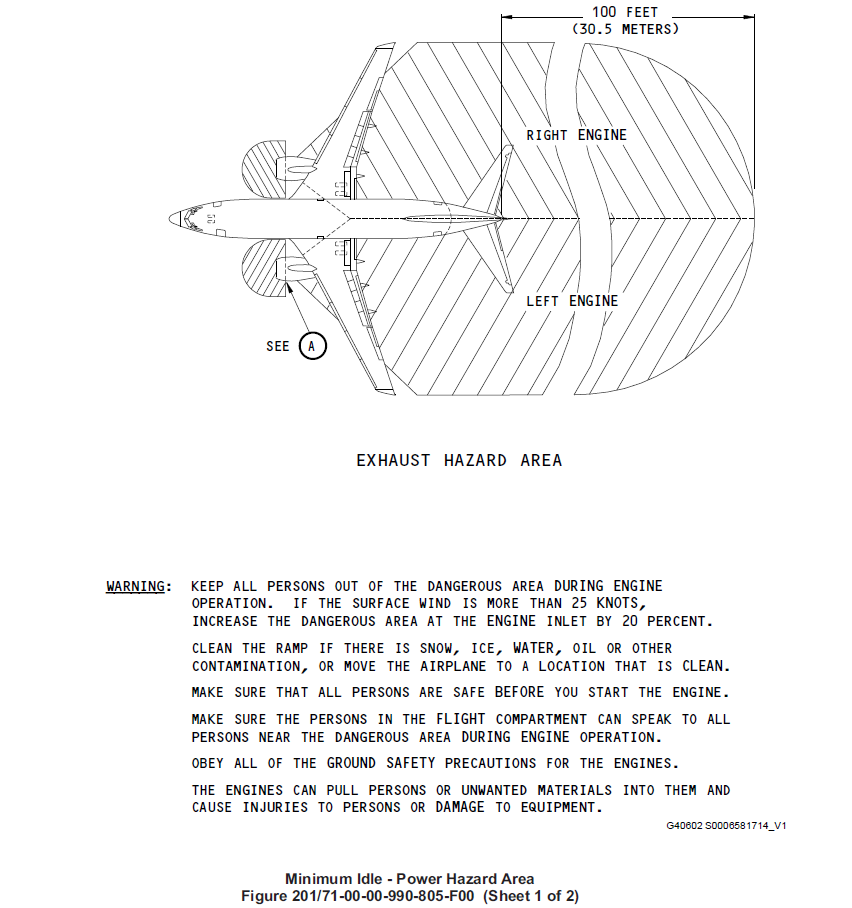 100 FEET
(30.5 METERS)
RIGHT ENGINE
LEFT ENGINE
SEE A
EXHAUST HAZARD AREA
WARNING: KEEP ALL PERSONS OUT OF THE DANGEROUS AREA DURING ENGINE
OPERATION. IF THE SURFACE WIND IS MORE THAN 25 KNOTS,
INCREASE THE DANGEROUS AREA AT THE ENGINE INLET BY 20 PERCENT.
CLEAN THE RAMP IF THERE IS SNOW, ICE, WATER, OIL OR OTHER
CONTAMINATION, OR MOVE THE AIRPLANE TO A LOCATION THAT IS CLEAN.
MAKE SURE THAT ALL PERSONS ARE SAFE BEFORE YOU START THE ENGINE.
MAKE SURE THE PERSONS IN THE FLIGHT COMPARTMENT CAN SPEAK TO ALL
PERSONS NEAR THE DANGEROUS AREA DURING ENGINE OPERATION.
OBEY ALL OF THE GROUND SAFETY PRECAUTIONS FOR THE ENGINES.
THE ENGINES CAN PULL PERSONS OR UNWANTED MATERIALS INTO THEM AND
CAUSE INJURIES TO PERSONS OR DAMAGE TO EQUIPMENT.
G40602 S0006581714_V1
Minimum Idle - Power Hazard Area
Figure 201/71-00-00-990-805-F00 (Sheet 1 of 2)